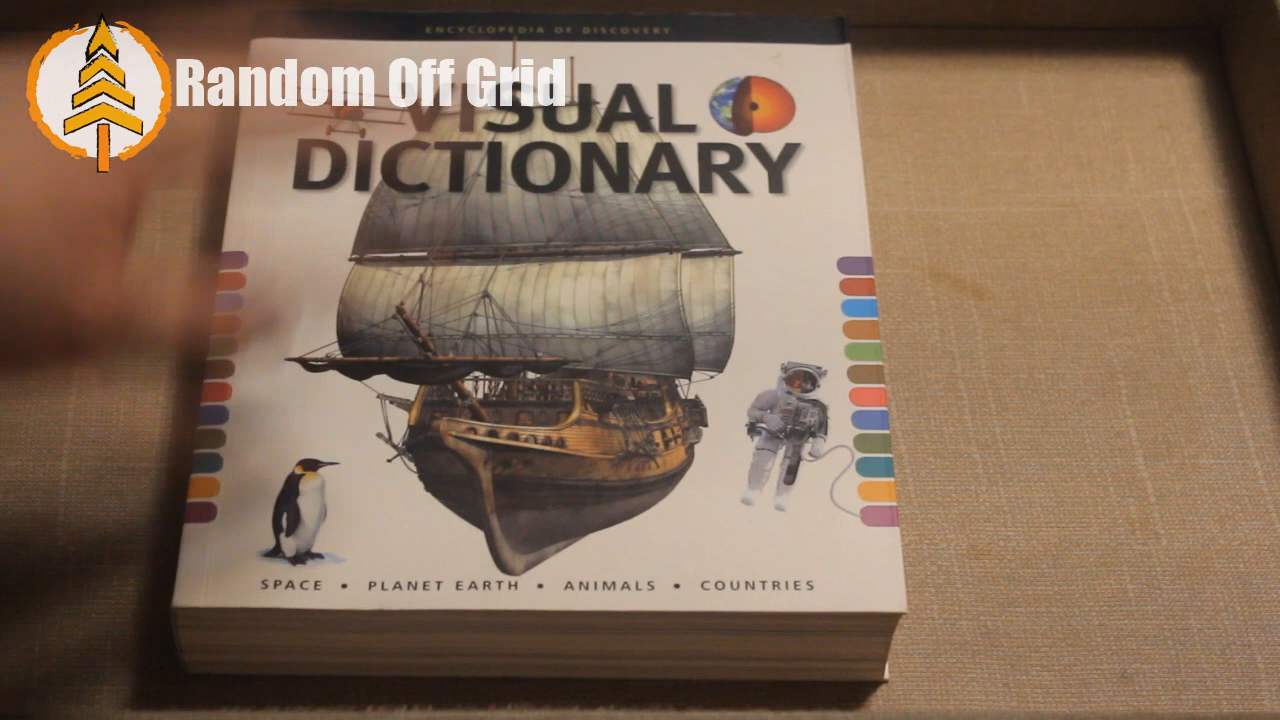 ENCYCLOPEDIA OF DISCOVERY
Random Off Grid
VISUAL
DICTIONARY
SPACE • PLANET EARTH • ANIMALS • COUNTRIES